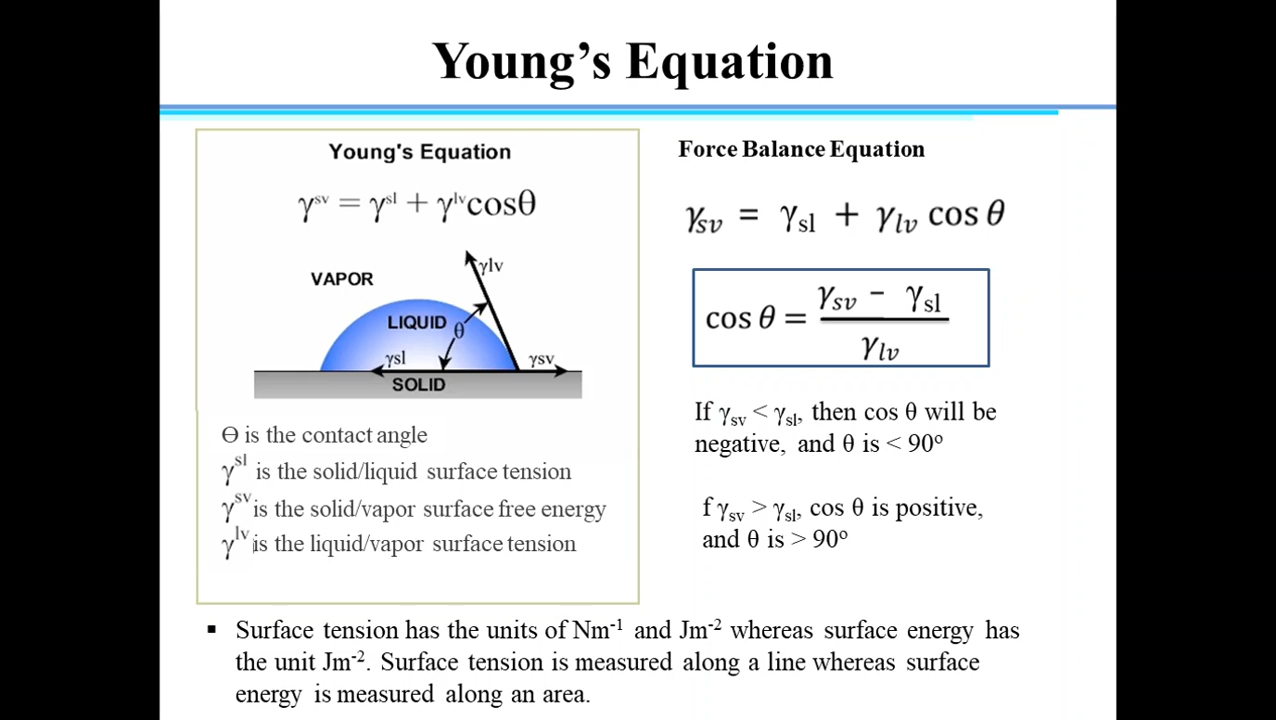 Young's Equation
Young's Equation
γˢᵛ = γˢˡ + γˡᵛcosθ
VAPOR
γlv
LIQUID
θ
γsl
γsv
SOLID
Ө is the contact angle
γˢˡ is the solid/liquid surface tension
γˢᵛ is the solid/vapor surface free energy
γˡᵛ is the liquid/vapor surface tension
Force Balance Equation
γsv = γsl + γlv cos θ
cos θ = (γsv − γsl) / γlv
If γsv < γsl, then cos θ will be
negative, and θ is < 90º
f γsv > γsl, cos θ is positive,
and θ is > 90º
▪ Surface tension has the units of Nm⁻¹ and Jm⁻² whereas surface energy has
the unit Jm⁻². Surface tension is measured along a line whereas surface
energy is measured along an area.